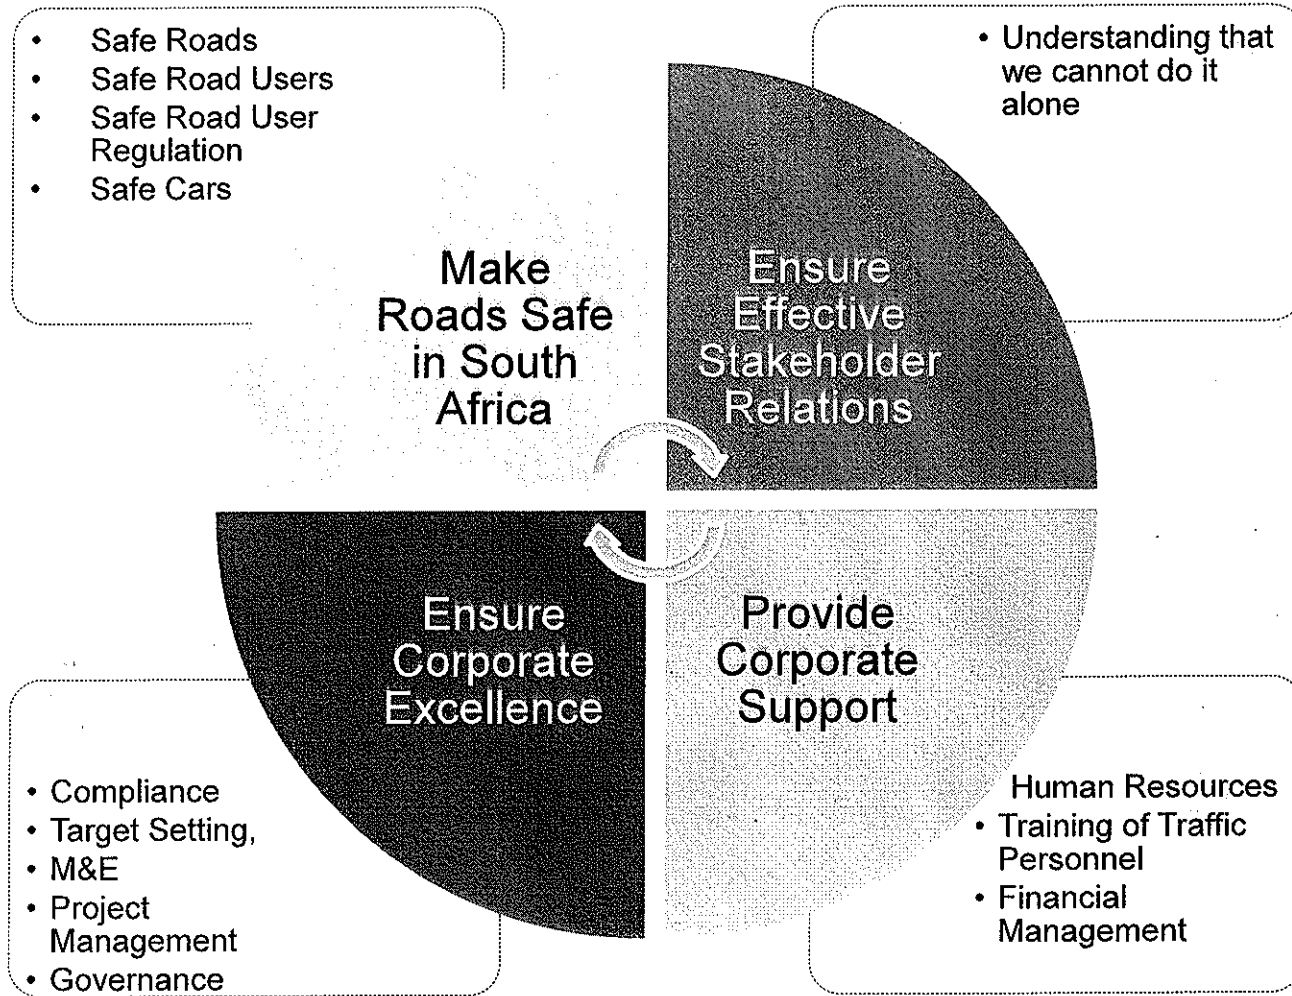 • Safe Roads
• Safe Road Users
• Safe Road User
Regulation
• Safe Cars
• Understanding that
we cannot do it
alone
Make
Roads Safe
in South
Africa
Ensure
Effective
Stakeholder
Relations
Ensure
Corporate
Excellence
Provide
Corporate
Support
• Compliance
• Target Setting,
• M&E
• Project
Management
• Governance
Human Resources
• Training of Traffic
Personnel
• Financial
Management